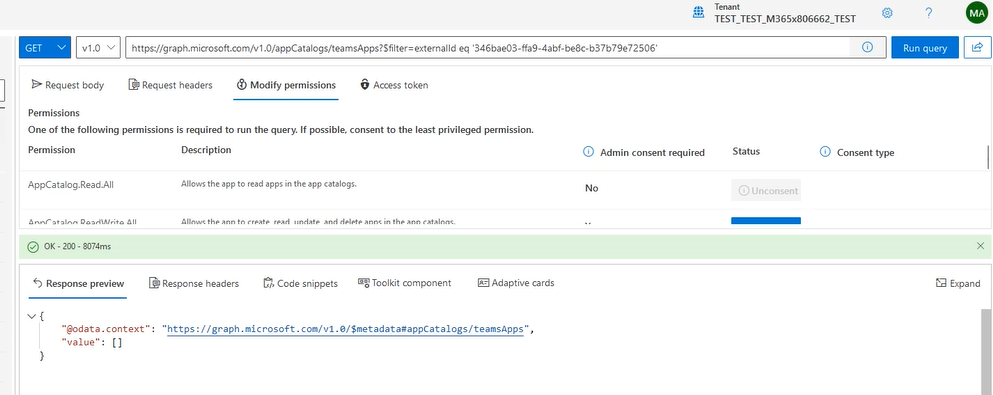 Tenant
TEST_TEST_M365x806662_TEST
?
MA
GET
v1.0
https://graph.microsoft.com/v1.0/appCatalogs/teamsApps?$filter=externalId eq '346bae03-ffa9-4abf-be8c-b37b79e72506'
Run query
Request body
Request headers
Modify permissions
Access token
Permissions
One of the following permissions is required to run the query. If possible, consent to the least privileged permission.
Permission Description Admin consent required Status Consent type
AppCatalog.Read.All Allows the app to read apps in the app catalogs. No Unconsent
AppCatalog.ReadWrite.All Allows the app to create, read, update, and delete apps in the app catalogs.
OK - 200 - 8074ms
Response preview
Response headers
Code snippets
Toolkit component
Adaptive cards
Expand
{
"@odata.context": "https://graph.microsoft.com/v1.0/$metadata#appCatalogs/teamsApps",
"value": []
}